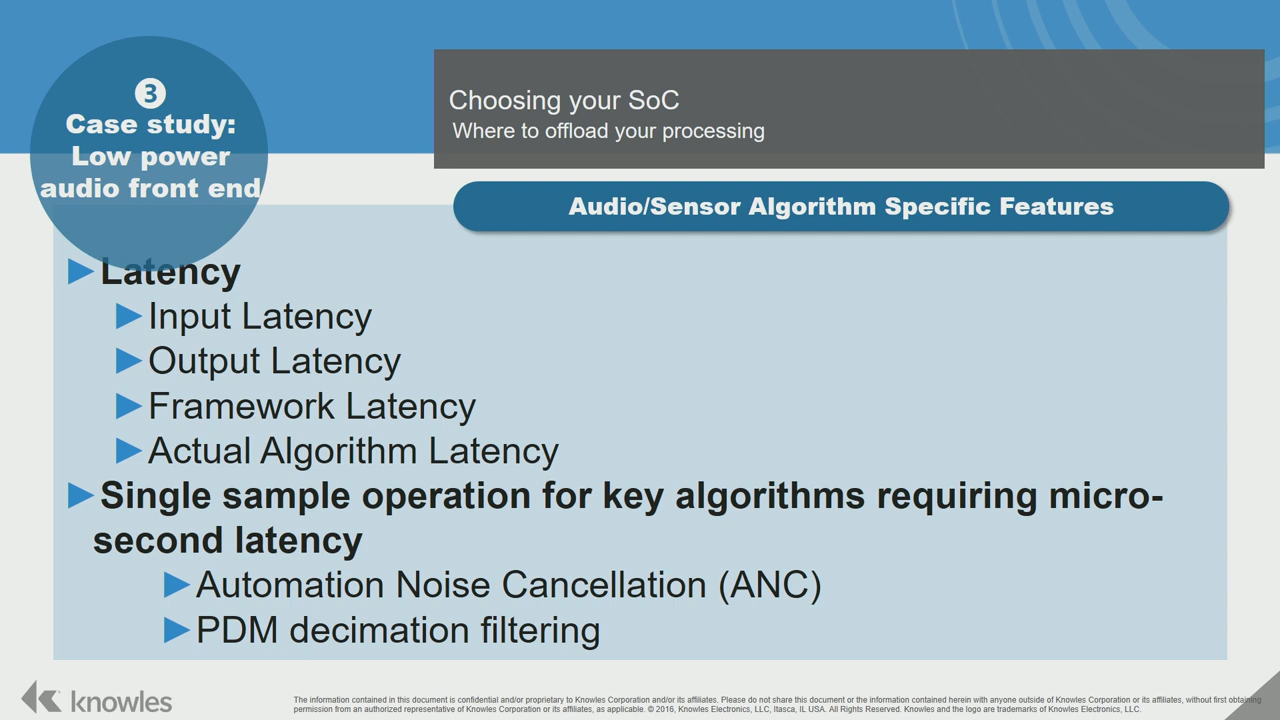 ❸
Case study:
Low power
audio front end
Choosing your SoC
Where to offload your processing
Audio/Sensor Algorithm Specific Features
Latency
Input Latency
Output Latency
Framework Latency
Actual Algorithm Latency
Single sample operation for key algorithms requiring micro-
second latency
Automation Noise Cancellation (ANC)
PDM decimation filtering
knowles
The information contained in this document is confidential and/or proprietary to Knowles Corporation and/or its affiliates. Please do not share this document or the information contained herein with anyone outside of Knowles Corporation or its affiliates, without first obtaining
permission from an authorized representative of Knowles Corporation or its affiliates, as applicable. © 2016, Knowles Electronics, LLC, Itasca, IL USA. All Rights Reserved. Knowles and the logo are trademarks of Knowles Electronics, LLC.